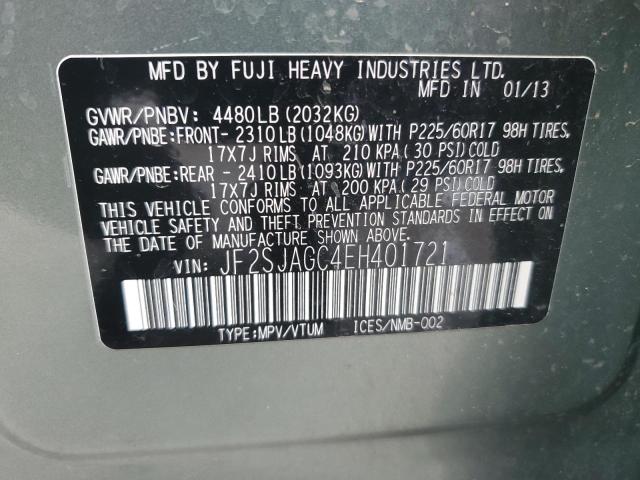 MFD BY FUJI HEAVY INDUSTRIES LTD.
MFD IN 01/13
GVWR/PNBV: 4480LB(2032KG)
GAWR/PNBE:FRONT-2310LB(1048KG)WITH P225/60R17 98H TIRES,
17X7J RIMS AT 210 KPA(30 PSI)COLD
GAWR/PNBE:REAR -2410LB(1093KG)WITH P225/60R17 98H TIRES,
17X7J RIMS AT 200 KPA(29 PSI)COLD
THIS VEHICLE CONFORMS TO ALL APPLICABLE FEDERAL MOTOR
VEHICLE SAFETY AND THEFT PREVENTION STANDARDS IN EFFECT ON
THE DATE OF MANUFACTURE SHOWN ABOVE.
VIN: JF2SJAGC4EH401721
TYPE:MPV/VTUM ICES/NMB-002